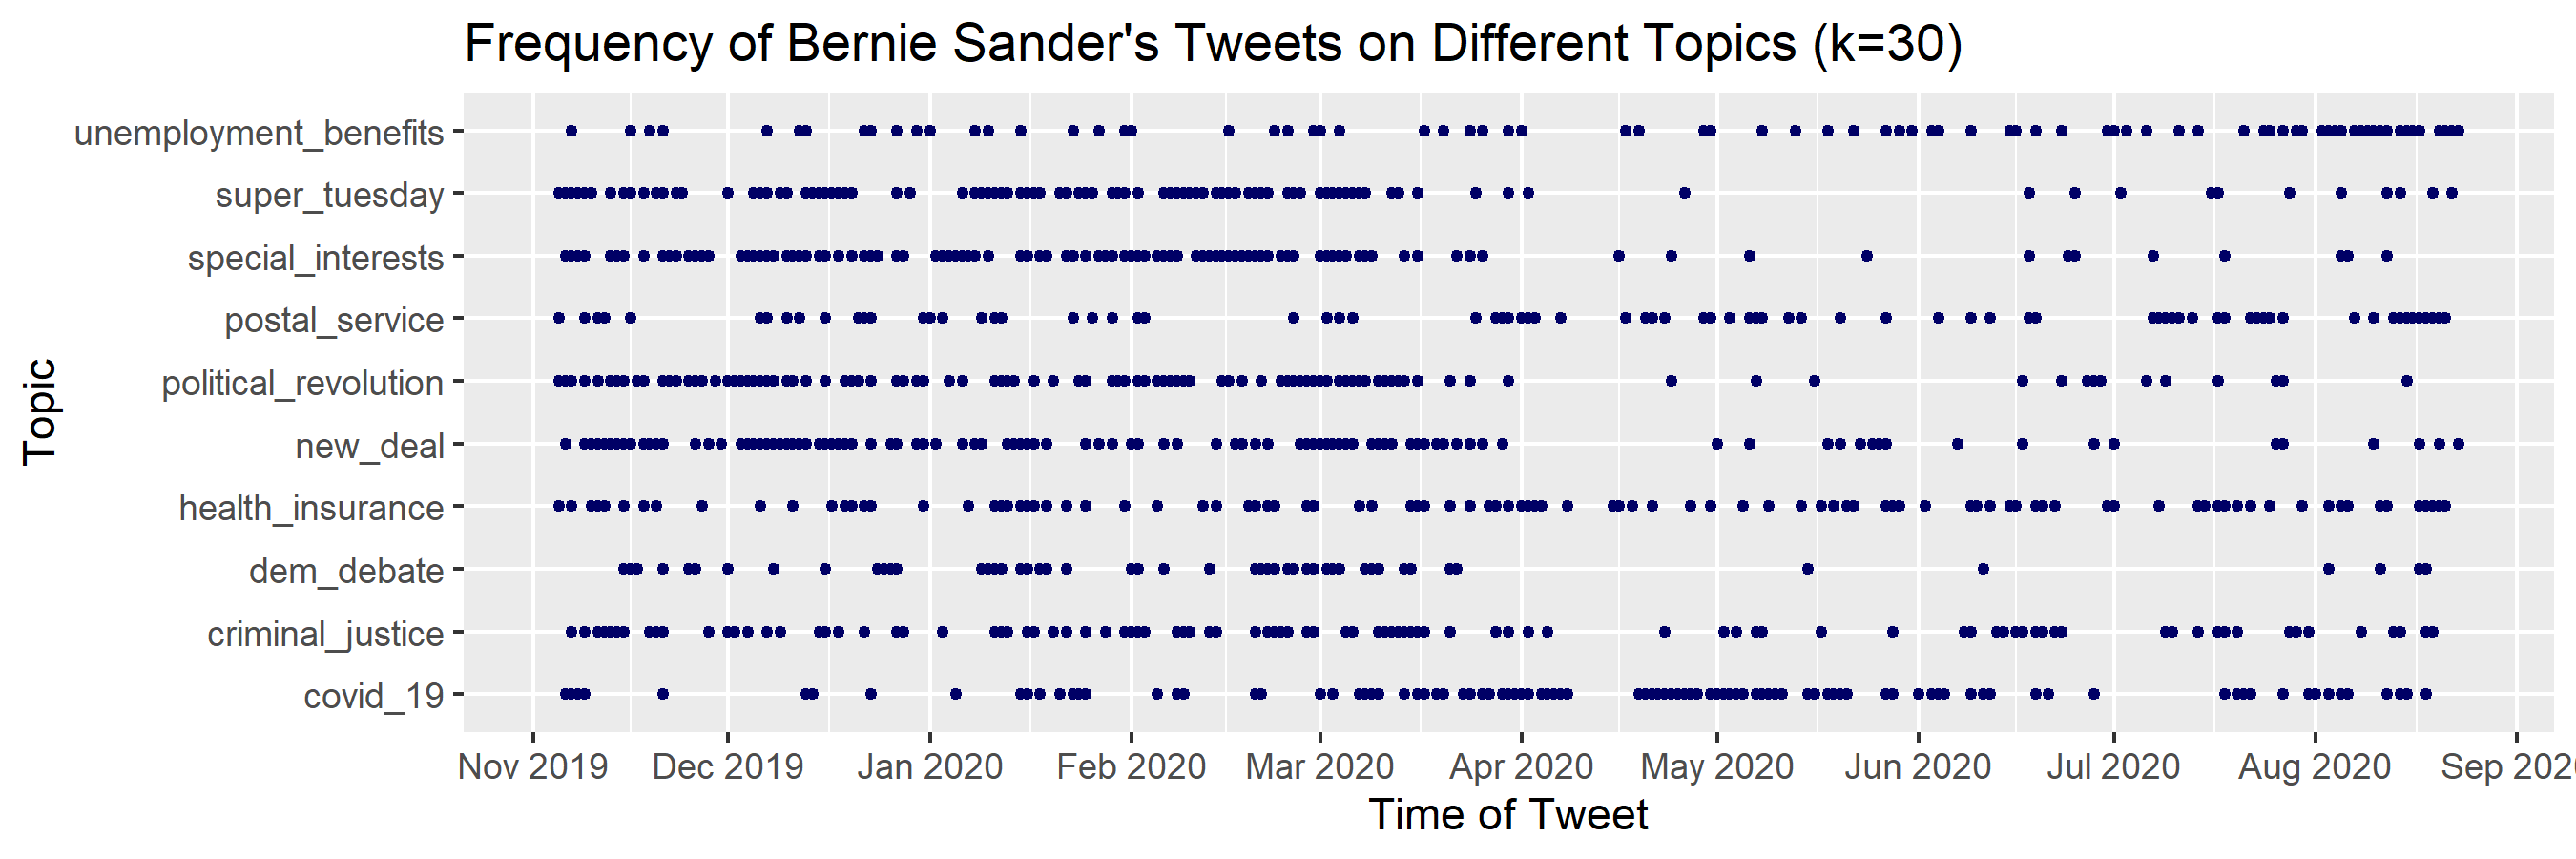 Frequency of Bernie Sander's Tweets on Different Topics (k=30)
Topic
unemployment_benefits
super_tuesday
special_interests
postal_service
political_revolution
new_deal
health_insurance
dem_debate
criminal_justice
covid_19
Nov 2019 Dec 2019 Jan 2020 Feb 2020 Mar 2020 Apr 2020 May 2020 Jun 2020 Jul 2020 Aug 2020 Sep 202
Time of Tweet